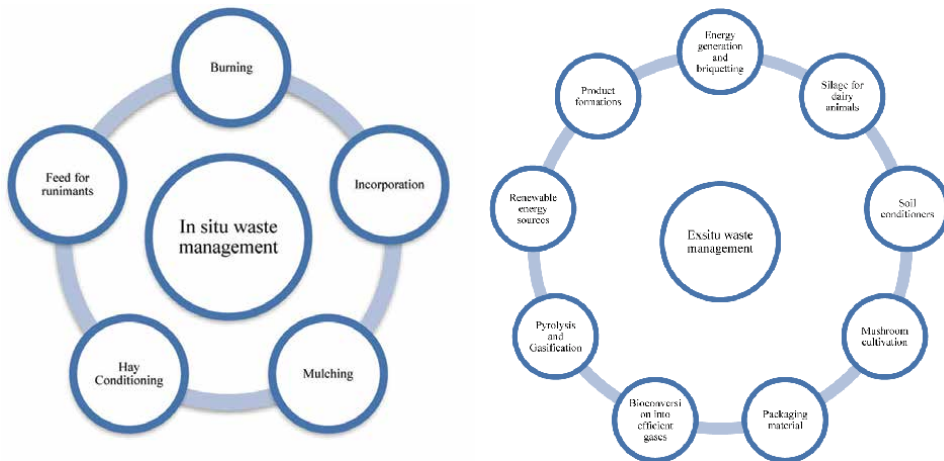 Burning
Incorporation
Mulching
Hay
Conditioning
Feed for
runimants
In situ waste
management
Energy
generation and
briquetting
Silage for
dairy
animals
Soil
conditioners
Mushroom
cultivation
Packaging
material
Bioconversi
on into
efficient
gases
Pyrolysis
and
Gasification
Renewable
energy
sources
Product
formations
Exsitu waste
management